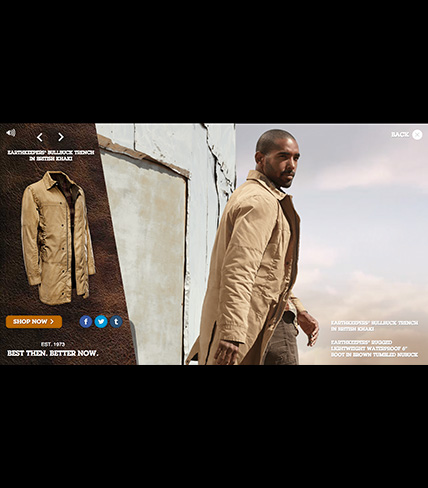 BACK
EARTHKEEPERS® BULLBUCK TRENCH
IN BRITISH KHAKI
SHOP NOW
EST. 1973
BEST THEN. BETTER NOW.
EARTHKEEPERS® BULLBUCK TRENCH
IN BRITISH KHAKI
EARTHKEEPERS® RUGGED
LIGHTWEIGHT WATERPROOF 6"
BOOT IN BROWN TUMBLED NUBUCK